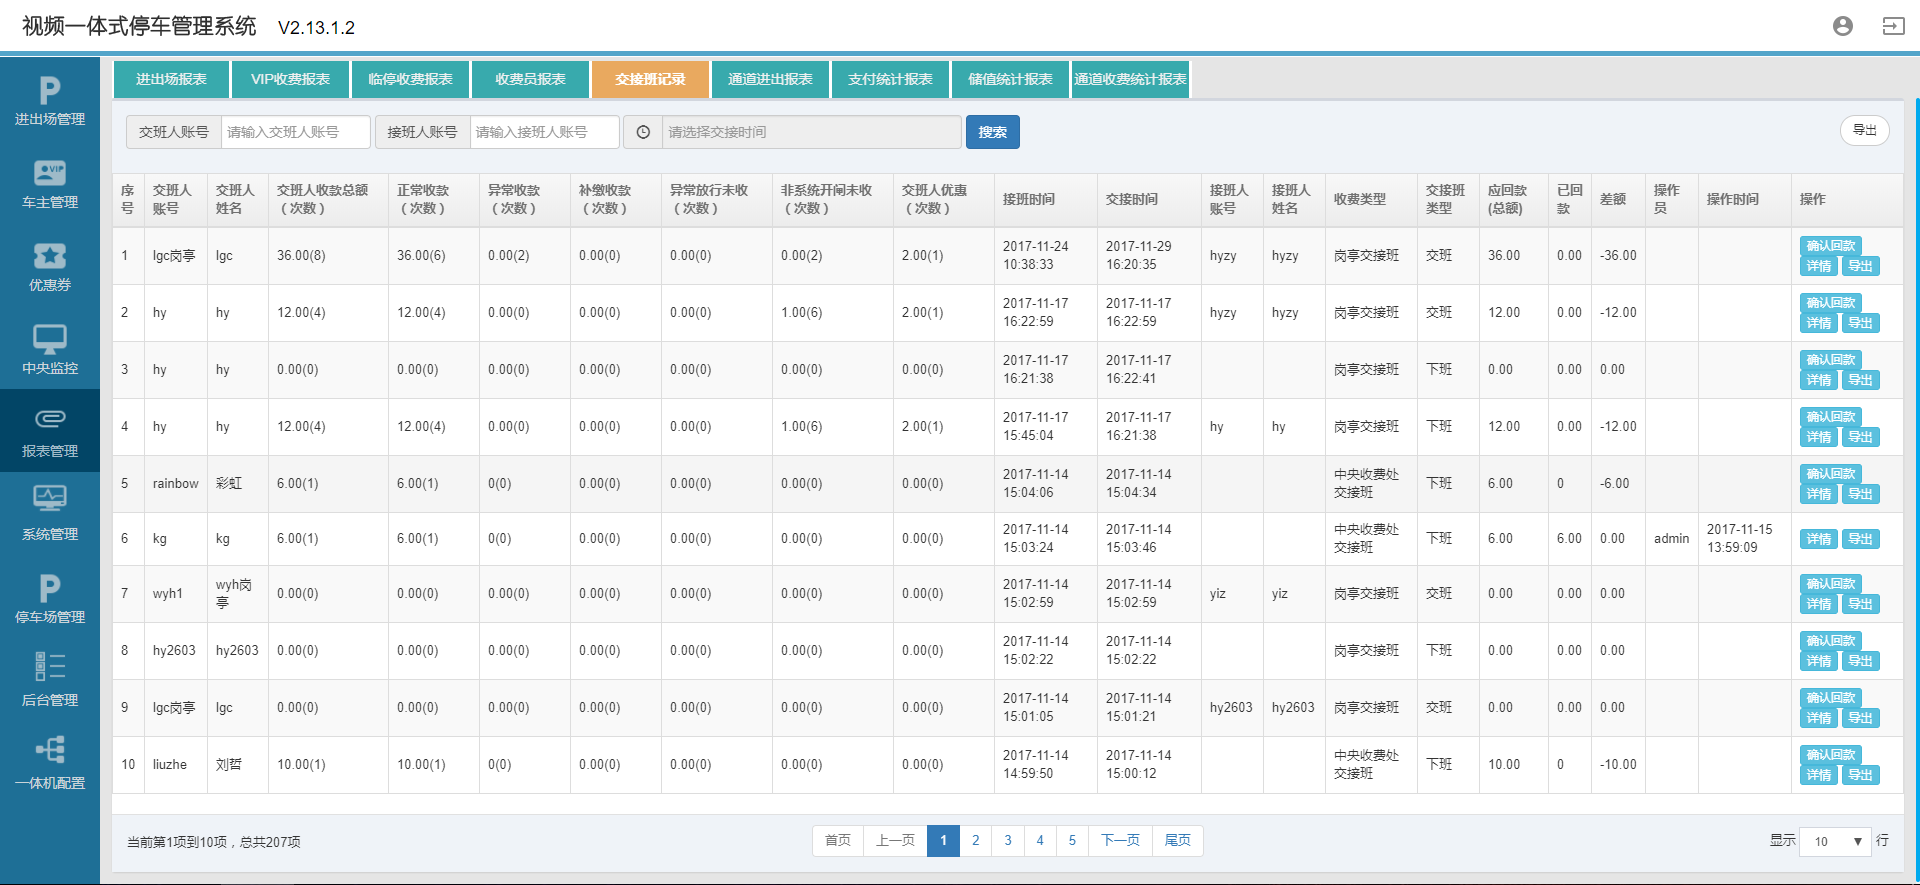 视频一体式停车管理系统 V2.13.1.2
进出场管理
车主管理
优惠券
中央监控
报表管理
系统管理
停车场管理
后台管理
一体机配置
进出场报表 VIP收费报表 临停收费报表 收费员报表 交接班记录 通道进出报表 支付统计报表 储值统计报表 通道收费统计报表
交班人账号 请输入交班人账号 接班人账号 请输入接班人账号 请选择交接时间 搜索 导出
序号 交班人账号 交班人姓名 交班人收款总额（次数） 正常收款（次数） 异常收款（次数） 补缴收款（次数） 异常放行未收（次数） 非系统开闸未收（次数） 交班人优惠（次数） 接班时间 交接时间 接班人账号 接班人姓名 收费类型 交接班类型 应回款(总额) 已回款 差额 操作员 操作时间 操作
1 lgc岗亭 lgc 36.00(8) 36.00(6) 0.00(2) 0.00(0) 0.00(0) 0.00(2) 2.00(1) 2017-11-24 10:38:33 2017-11-29 16:20:35 hyzy hyzy 岗亭交接班 交班 36.00 0.00 -36.00 确认回款 详情 导出
2 hy hy 12.00(4) 12.00(4) 0.00(0) 0.00(0) 0.00(0) 1.00(6) 2.00(1) 2017-11-17 16:22:59 2017-11-17 16:22:59 hyzy hyzy 岗亭交接班 交班 12.00 0.00 -12.00 确认回款 详情 导出
3 hy hy 0.00(0) 0.00(0) 0.00(0) 0.00(0) 0.00(0) 0.00(0) 0.00(0) 2017-11-17 16:21:38 2017-11-17 16:22:41 岗亭交接班 下班 0.00 0.00 0.00 确认回款 详情 导出
4 hy hy 12.00(4) 12.00(4) 0.00(0) 0.00(0) 0.00(0) 1.00(6) 2.00(1) 2017-11-17 15:45:04 2017-11-17 16:21:38 hy hy 岗亭交接班 下班 12.00 0.00 -12.00 确认回款 详情 导出
5 rainbow 彩虹 6.00(1) 6.00(1) 0(0) 0.00(0) 0.00(0) 0.00(0) 0.00(0) 2017-11-14 15:04:06 2017-11-14 15:04:34 中央收费处交接班 下班 6.00 0 -6.00 确认回款 详情 导出
6 kg kg 6.00(1) 6.00(1) 0(0) 0.00(0) 0.00(0) 0.00(0) 0.00(0) 2017-11-14 15:03:24 2017-11-14 15:03:46 中央收费处交接班 下班 6.00 6.00 0.00 admin 2017-11-15 13:59:09 详情 导出
7 wyh1 wyh岗亭 0.00(0) 0.00(0) 0.00(0) 0.00(0) 0.00(0) 0.00(0) 0.00(0) 2017-11-14 15:02:59 2017-11-14 15:02:59 yiz yiz 岗亭交接班 交班 0.00 0.00 0.00 确认回款 详情 导出
8 hy2603 hy2603 0.00(0) 0.00(0) 0.00(0) 0.00(0) 0.00(0) 0.00(0) 0.00(0) 2017-11-14 15:02:22 2017-11-14 15:02:22 岗亭交接班 下班 0.00 0.00 0.00 确认回款 详情 导出
9 lgc岗亭 lgc 0.00(0) 0.00(0) 0.00(0) 0.00(0) 0.00(0) 0.00(0) 0.00(0) 2017-11-14 15:01:05 2017-11-14 15:01:21 hy2603 hy2603 岗亭交接班 交班 0.00 0.00 0.00 确认回款 详情 导出
10 liuzhe 刘哲 10.00(1) 10.00(1) 0(0) 0.00(0) 0.00(0) 0.00(0) 0.00(0) 2017-11-14 14:59:50 2017-11-14 15:00:12 中央收费处交接班 下班 10.00 0 -10.00 确认回款 详情 导出
当前第1项到10项，总共207项 首页 上一页 1 2 3 4 5 下一页 尾页 显示 10 行